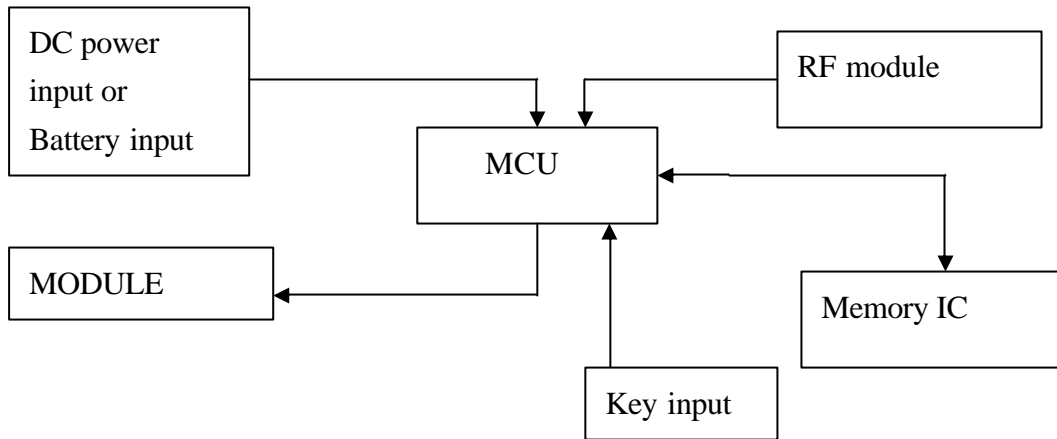 DC power
input or
Battery input
RF module
MCU
MODULE
Memory IC
Key input